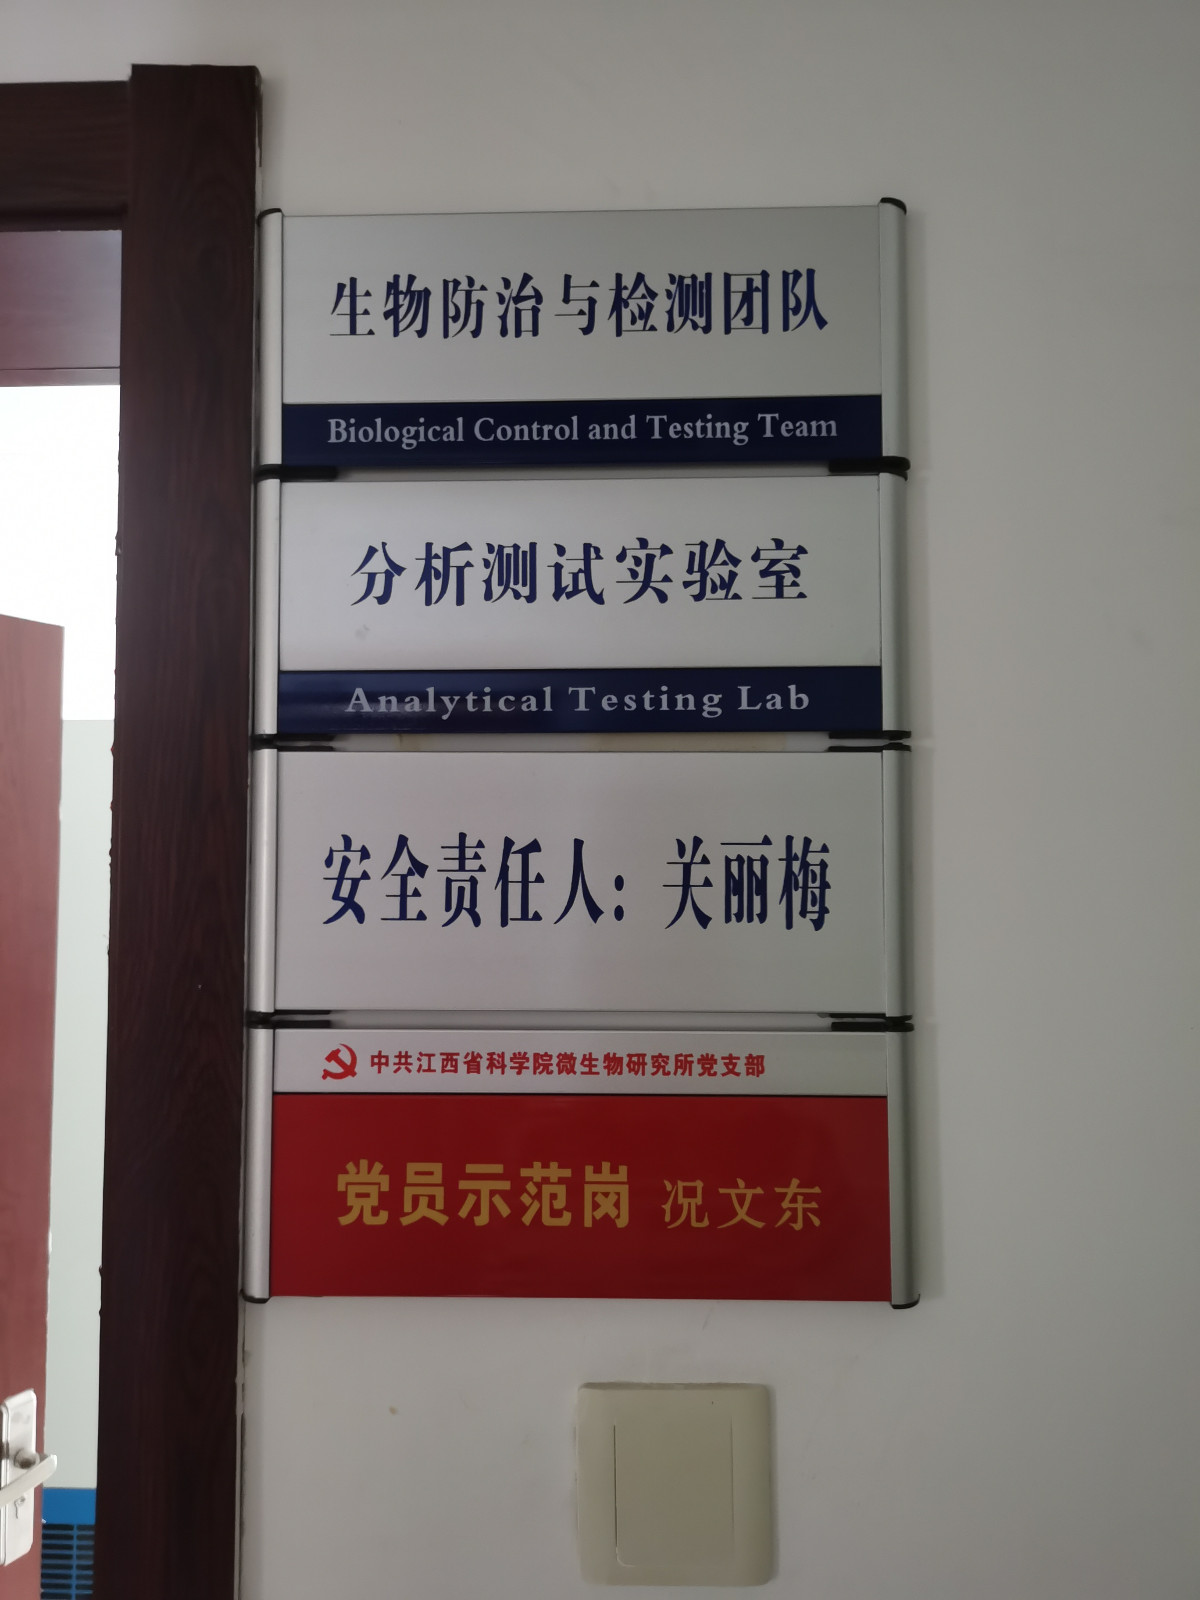 生物防治与检测团队
Biological Control and Testing Team
分析测试实验室
Analytical Testing Lab
安全责任人：关丽梅
中共江西省科学院微生物研究所党支部
党员示范岗 况文东